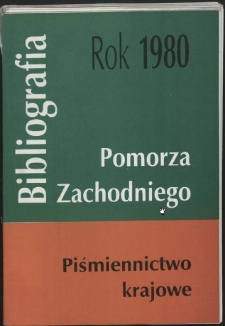 Bibliografia
Rok 1980
Pomorza
Zachodniego
Piśmiennictwo
krajowe